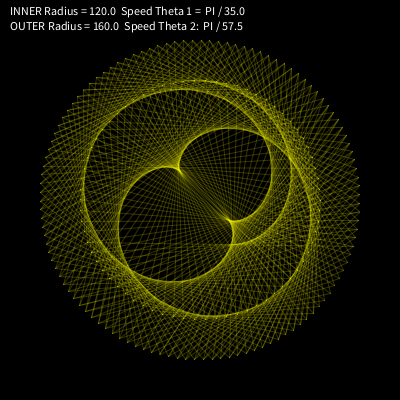 INNER Radius = 120.0  Speed Theta 1 =  PI / 35.0
OUTER Radius = 160.0  Speed Theta 2:  PI / 57.5